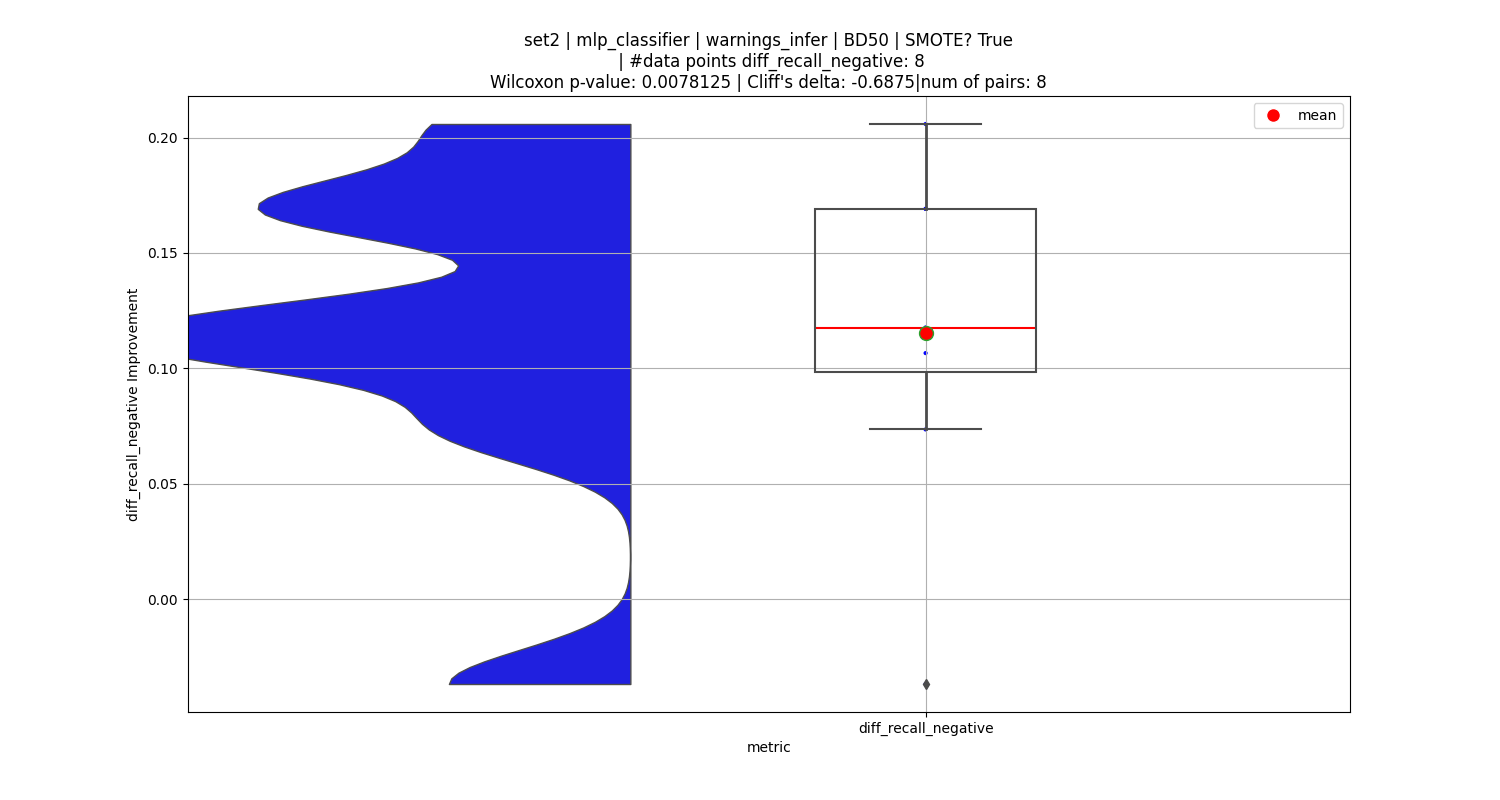 set2 | mlp_classifier | warnings_infer | BD50 | SMOTE? True
| #data points diff_recall_negative: 8
Wilcoxon p-value: 0.0078125 | Cliff's delta: -0.6875|num of pairs: 8
mean
0.20
0.15
0.10
0.05
0.00
diff_recall_negative Improvement
diff_recall_negative
metric